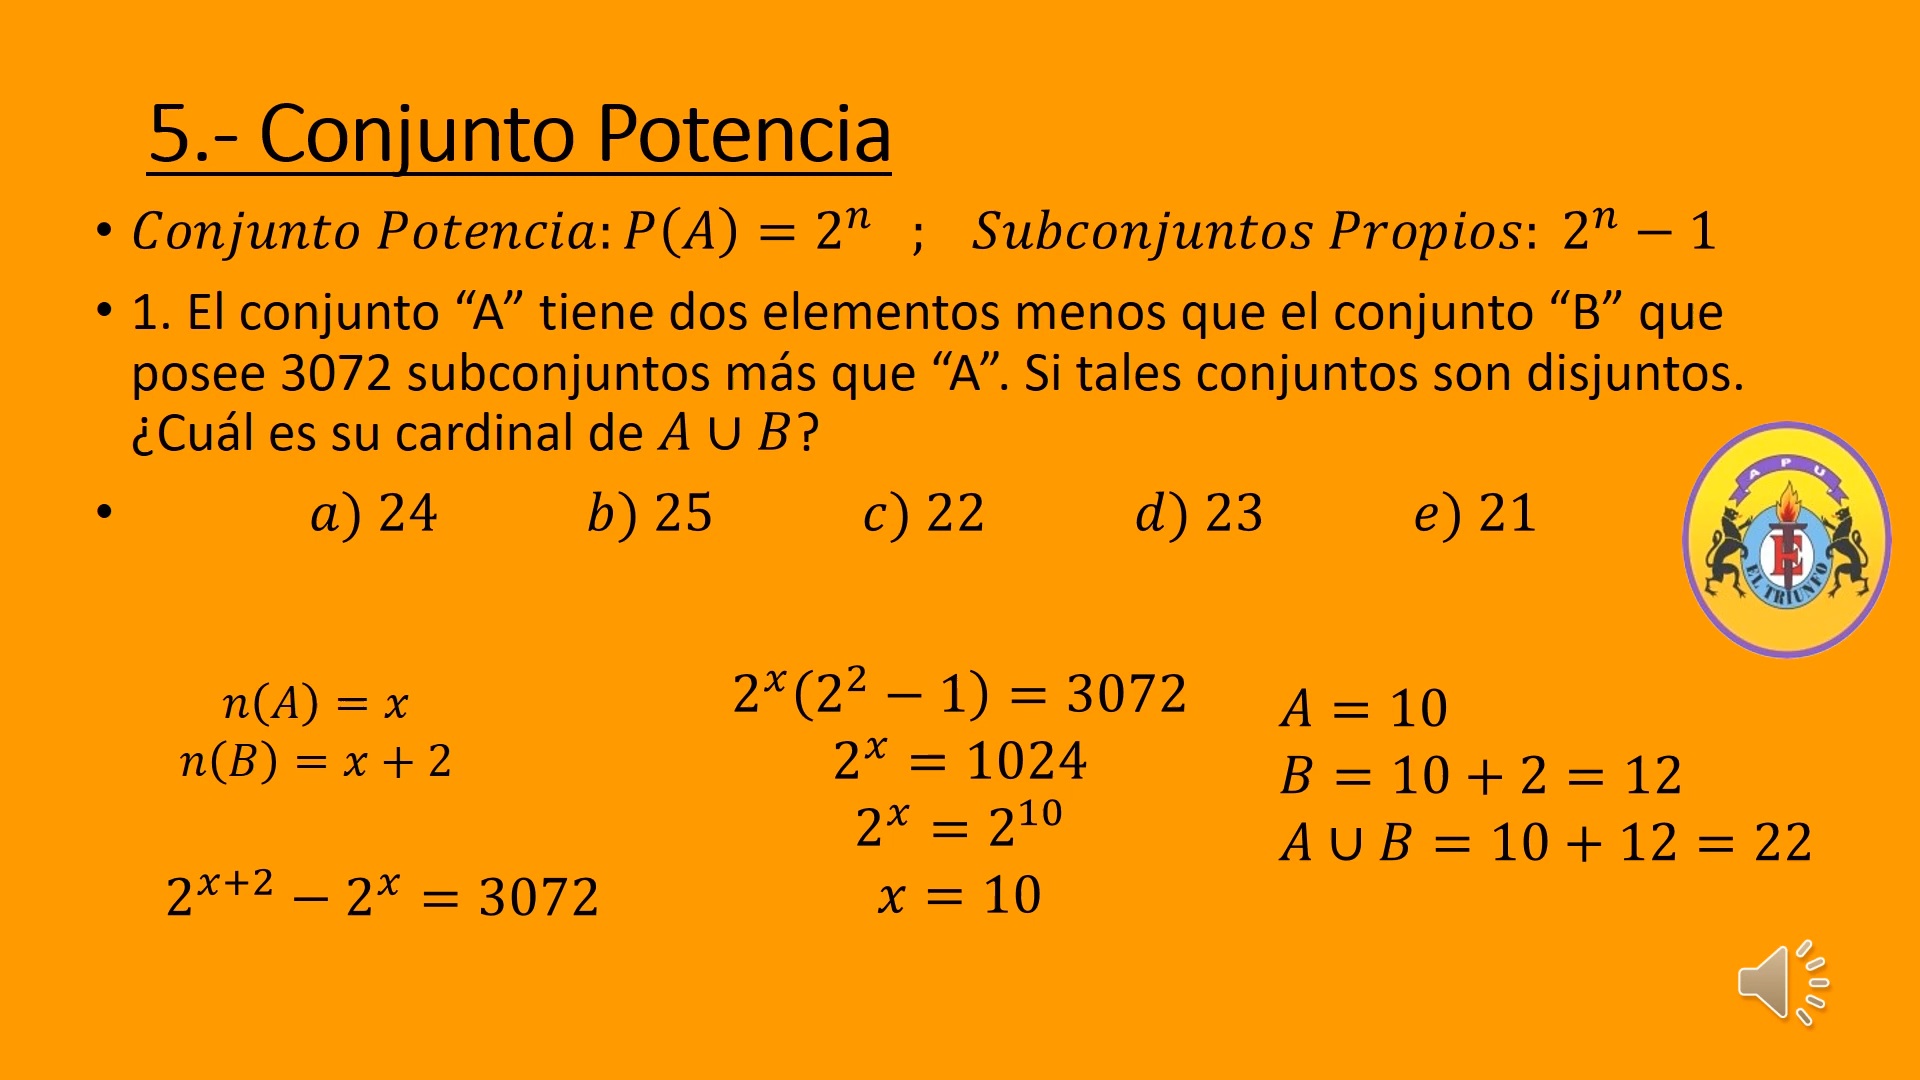 5.- Conjunto Potencia
• Conjunto Potencia: P(A) = 2ⁿ ; Subconjuntos Propios: 2ⁿ − 1
• 1. El conjunto “A” tiene dos elementos menos que el conjunto “B” que
posee 3072 subconjuntos más que “A”. Si tales conjuntos son disjuntos.
¿Cuál es su cardinal de A ∪ B?
• a) 24 b) 25 c) 22 d) 23 e) 21
A P U
E
EL TRIUNFO
n(A) = x
n(B) = x + 2
2ˣ⁺² − 2ˣ = 3072
2ˣ(2² − 1) = 3072
2ˣ = 1024
2ˣ = 2¹⁰
x = 10
A = 10
B = 10 + 2 = 12
A ∪ B = 10 + 12 = 22